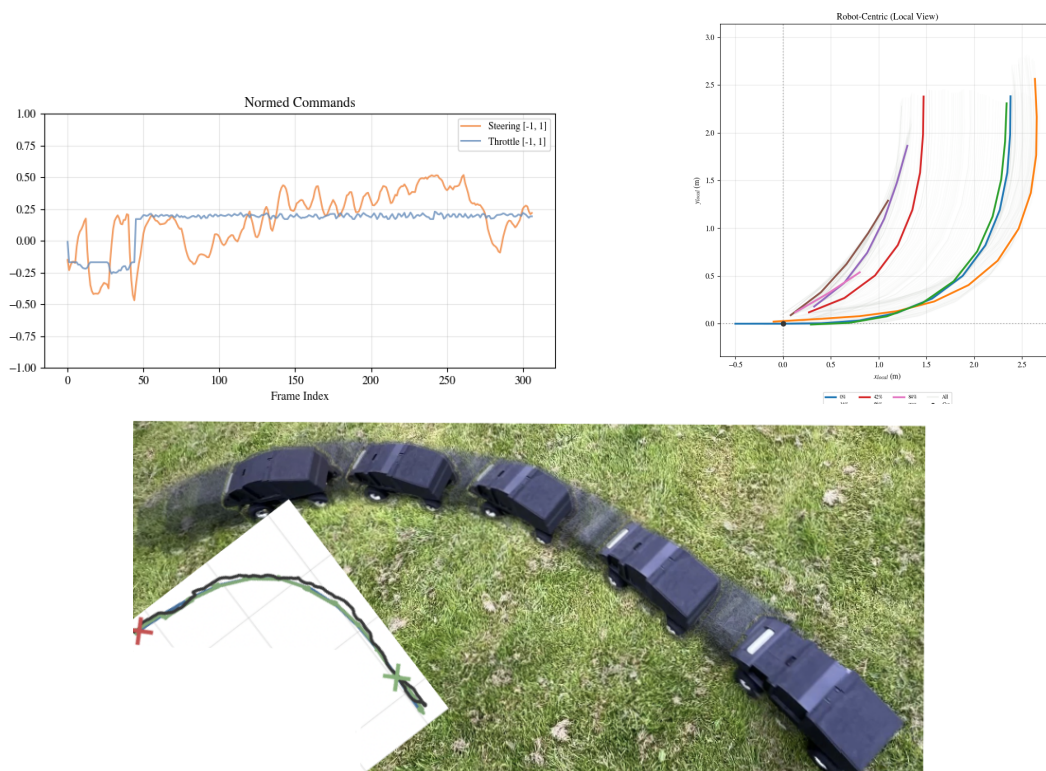 Normed Commands
Steering [-1, 1]
Throttle [-1, 1]
1.00
0.75
0.50
0.25
0.00
−0.25
−0.50
−0.75
−1.00
0 50 100 150 200 250 300
Frame Index
Robot-Centric (Local View)
3.0
2.5
2.0
1.5
1.0
0.5
0.0
−0.5 0.0 0.5 1.0 1.5 2.0 2.5
ylocal (m)
xlocal (m)
0% 42% 84% All